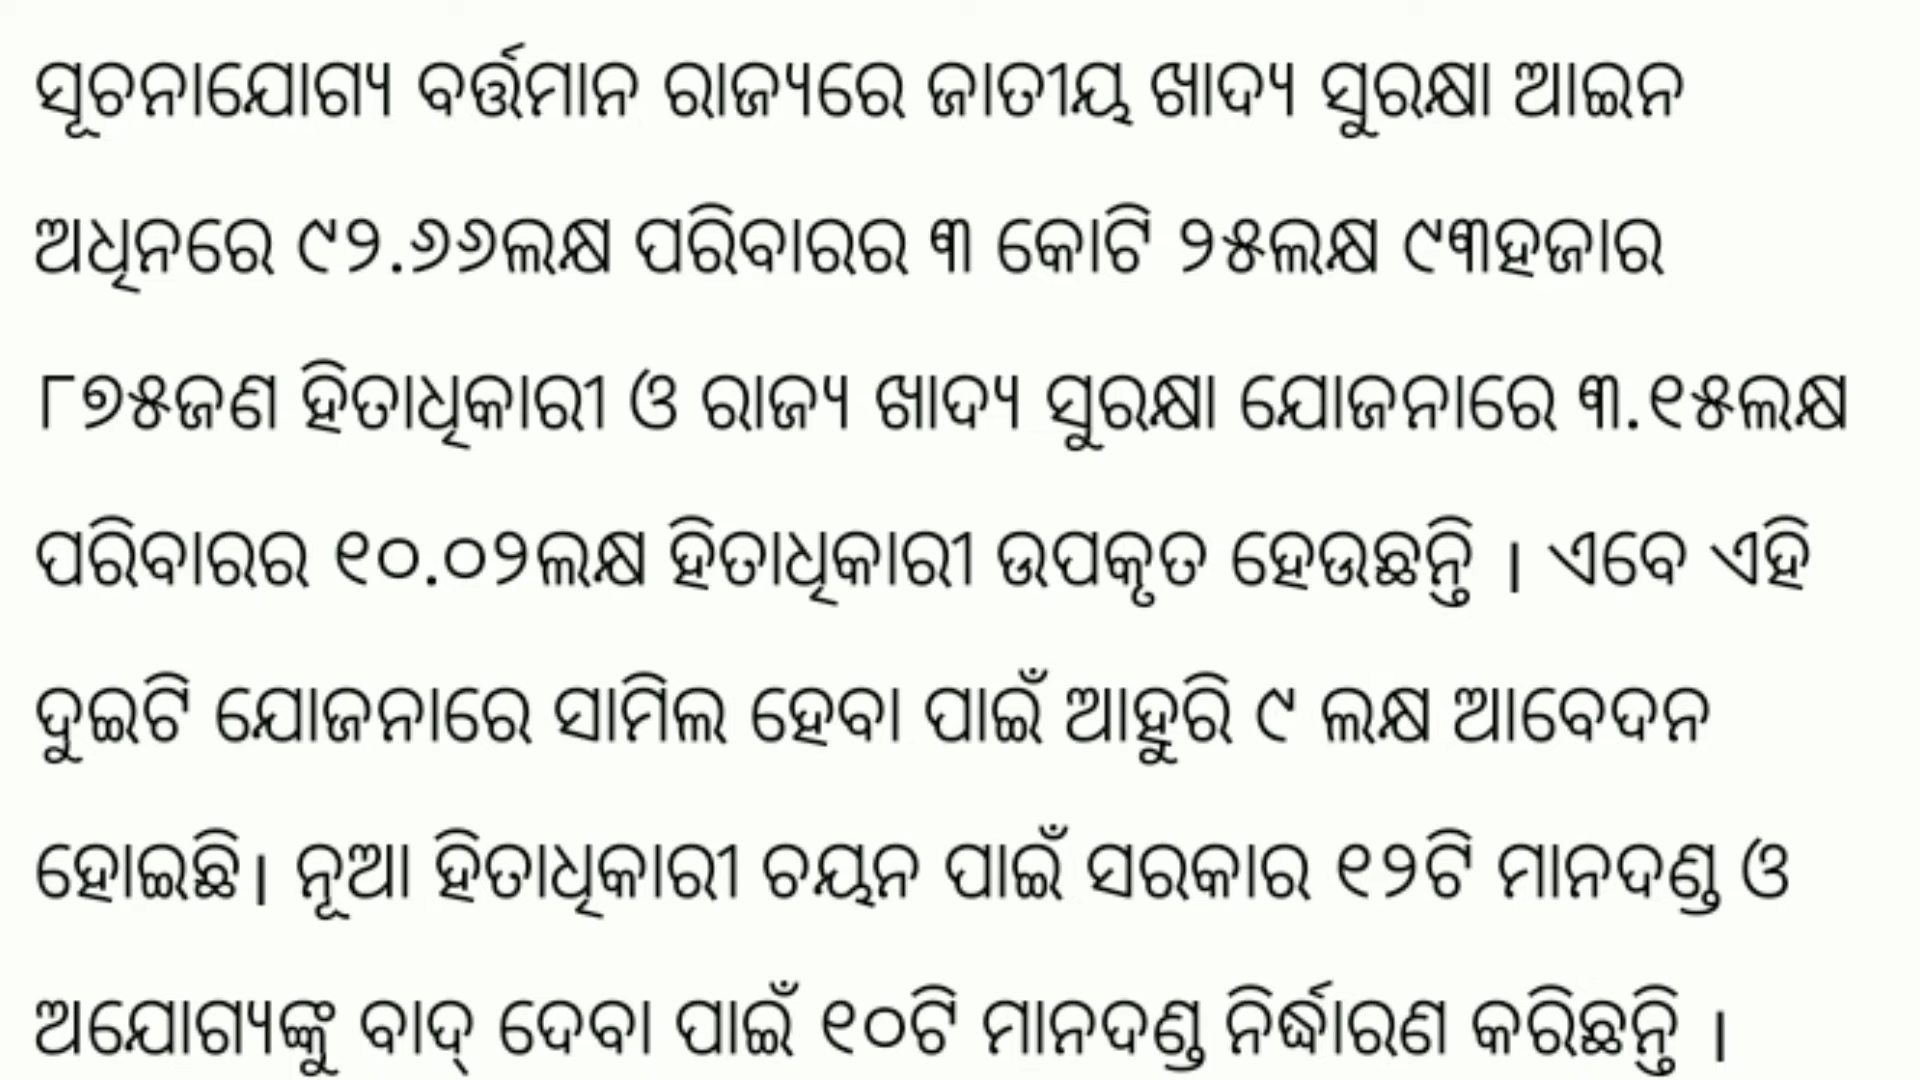 ସୂଚନାଯୋଗ୍ୟ ବର୍ତ୍ତମାନ ରାଜ୍ୟରେ ଜାତୀୟ ଖାଦ୍ୟ ସୁରକ୍ଷା ଆଇନ
ଅଧିନରେ ୯୨.୬୬ଲକ୍ଷ ପରିବାରର ୩ କୋଟି ୨୫ଲକ୍ଷ ୯୩ହଜାର
୮୭୫ଜଣ ହିତାଧିକାରୀ ଓ ରାଜ୍ୟ ଖାଦ୍ୟ ସୁରକ୍ଷା ଯୋଜନାରେ ୩.୧୫ଲକ୍ଷ
ପରିବାରର ୧୦.୦୨ଲକ୍ଷ ହିତାଧିକାରୀ ଉପକୃତ ହେଉଛନ୍ତି । ଏବେ ଏହି
ଦୁଇଟି ଯୋଜନାରେ ସାମିଲ ହେବା ପାଇଁ ଆହୁରି ୯ ଲକ୍ଷ ଆବେଦନ
ହୋଇଛି। ନୂଆ ହିତାଧିକାରୀ ଚୟନ ପାଇଁ ସରକାର ୧୨ଟି ମାନଦଣ୍ଡ ଓ
ଅଯୋଗ୍ୟଙ୍କୁ ବାଦ୍ ଦେବା ପାଇଁ ୧୦ଟି ମାନଦଣ୍ଡ ନିର୍ଦ୍ଧାରଣ କରିଛନ୍ତି ।